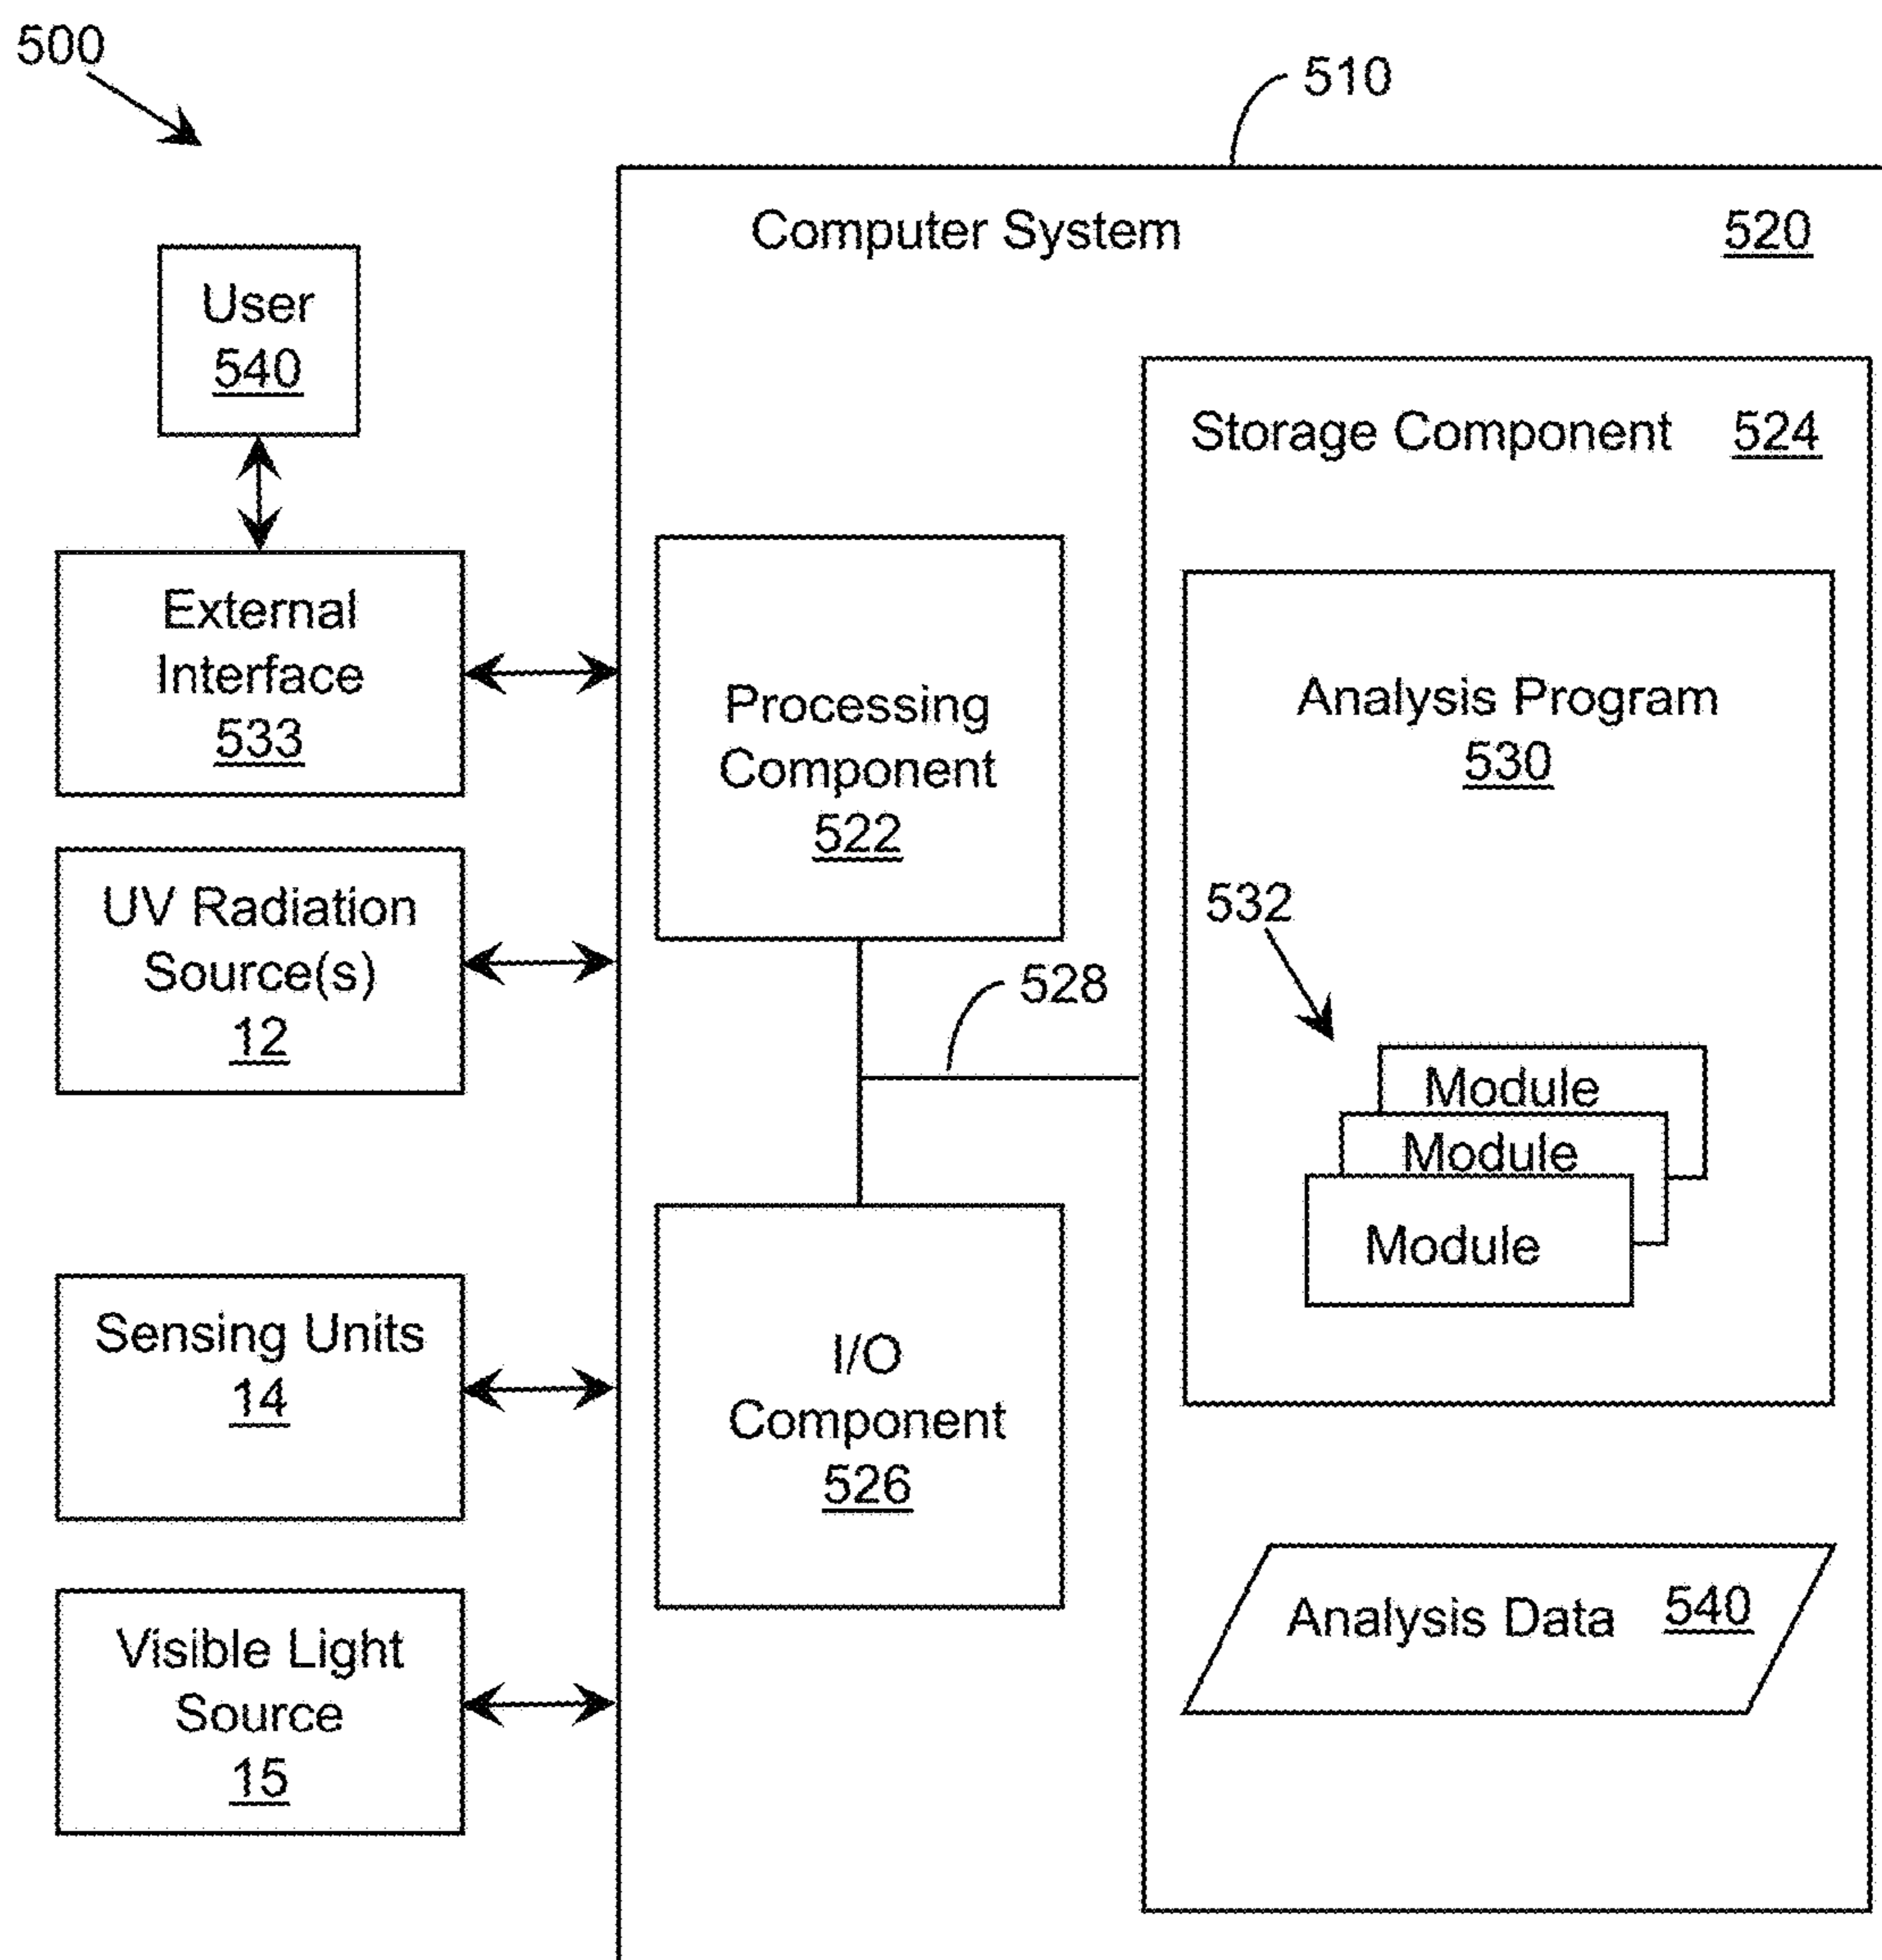 500
510
Computer System 520
User
540
Storage Component 524
External
Interface
533
Processing
Component
522
Analysis Program
530
UV Radiation
Source(s)
12
532
528
Module
Module
Module
Sensing Units
14
I/O
Component
526
Visible Light
Source
15
Analysis Data 540